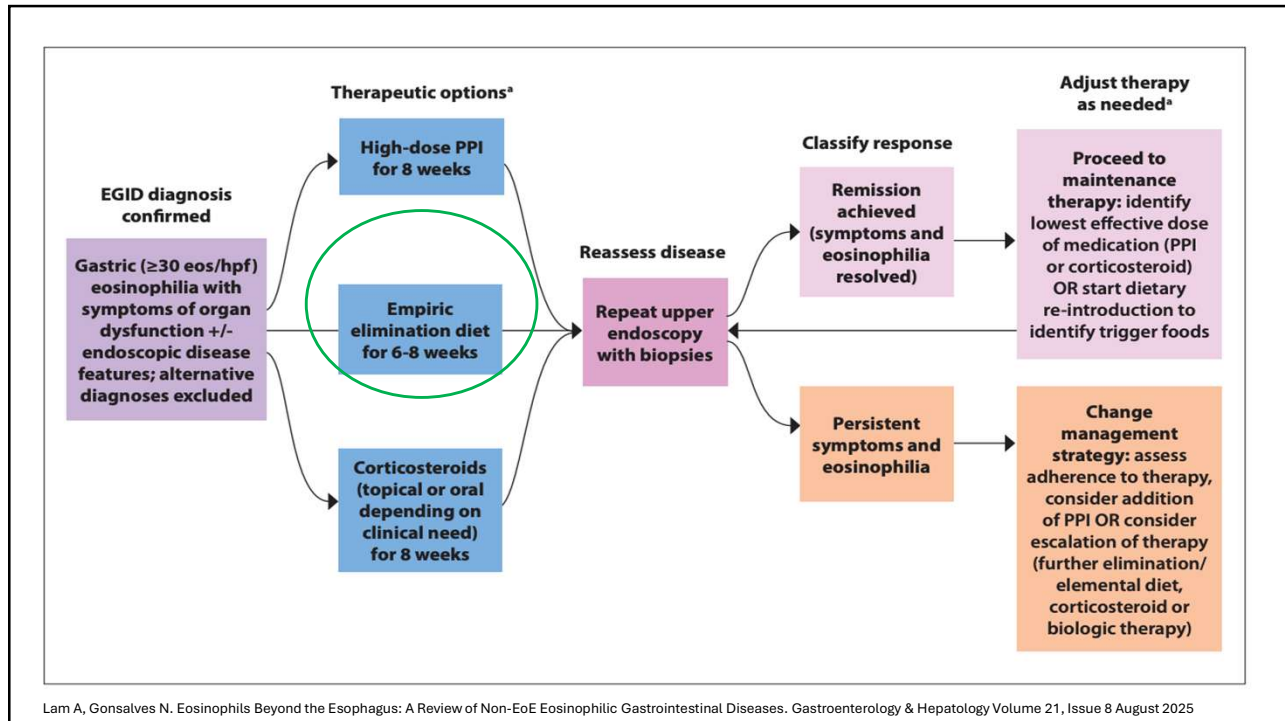 Therapeutic optionsª
High-dose PPI
for 8 weeks
EGID diagnosis
confirmed
Gastric (≥30 eos/hpf)
eosinophilia with
symptoms of organ
dysfunction +/-
endoscopic disease
features; alternative
diagnoses excluded
Empiric
elimination diet
for 6-8 weeks
Corticosteroids
(topical or oral
depending on
clinical need)
for 8 weeks
Reassess disease
Repeat upper
endoscopy
with biopsies
Classify response
Remission
achieved
(symptoms and
eosinophilia
resolved)
Persistent
symptoms and
eosinophilia
Adjust therapy
as neededª
Proceed to
maintenance
therapy: identify
lowest effective dose
of medication (PPI
or corticosteroid)
OR start dietary
re-introduction to
identify trigger foods
Change
management
strategy: assess
adherence to therapy,
consider addition
of PPI OR consider
escalation of therapy
(further elimination/
elemental diet,
corticosteroid or
biologic therapy)
Lam A, Gonsalves N. Eosinophils Beyond the Esophagus: A Review of Non-EoE Eosinophilic Gastrointestinal Diseases. Gastroenterology & Hepatology Volume 21, Issue 8 August 2025